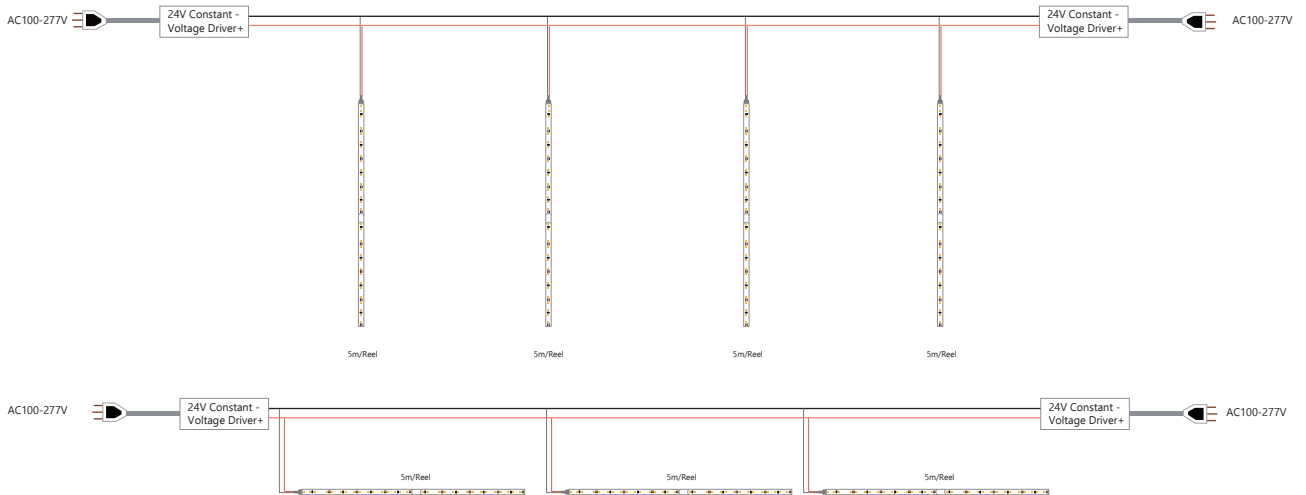 AC100-277V
24V Constant -
Voltage Driver+
24V Constant -
Voltage Driver+
AC100-277V
5m/Reel
5m/Reel
5m/Reel
5m/Reel
AC100-277V
24V Constant -
Voltage Driver+
24V Constant -
Voltage Driver+
AC100-277V
5m/Reel
5m/Reel
5m/Reel